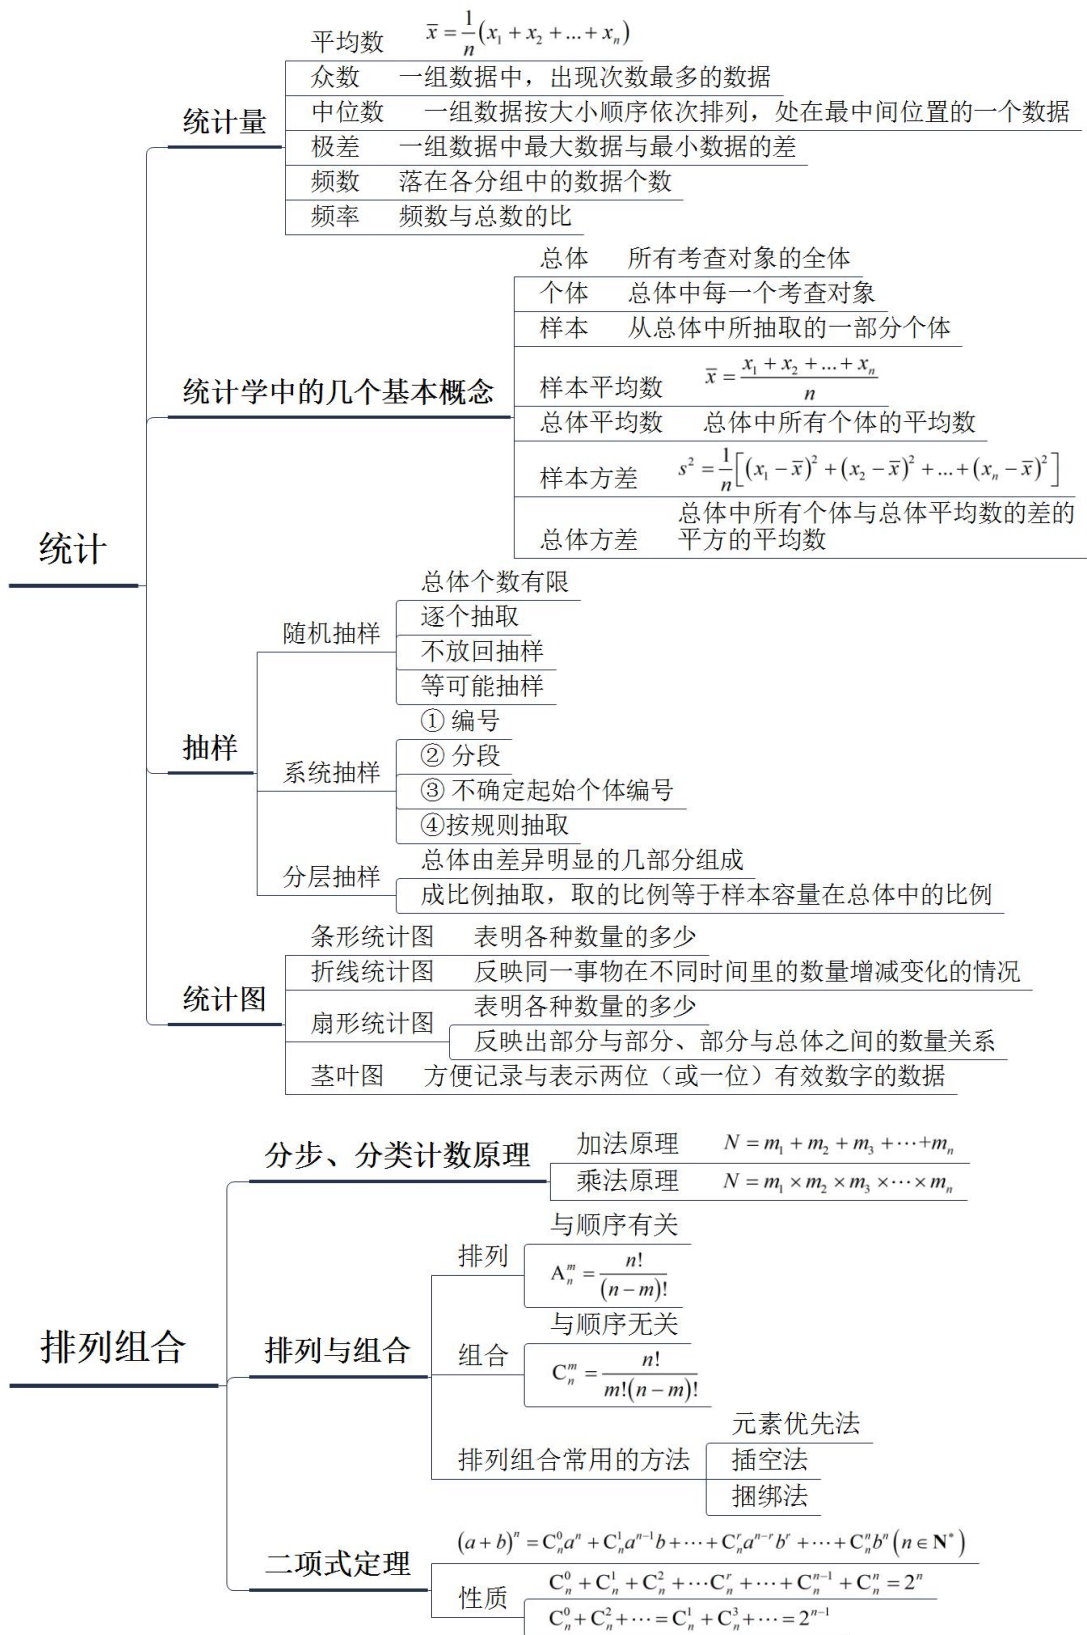 平均数 x̄ = 1/n (x₁ + x₂ + ... + xₙ)
众数 一组数据中，出现次数最多的数据
统计量
中位数 一组数据按大小顺序依次排列，处在最中间位置的一个数据
极差 一组数据中最大数据与最小数据的差
频数 落在各分组中的数据个数
频率 频数与总数的比
总体 所有考查对象的全体
个体 总体中每一个考查对象
样本 从总体中所抽取的一部分个体
统计学中的几个基本概念
样本平均数 x̄ = (x₁ + x₂ + ... + xₙ)/n
总体平均数 总体中所有个体的平均数
样本方差 s² = 1/n [(x₁ − x̄)² + (x₂ − x̄)² + ... + (xₙ − x̄)²]
总体方差 总体中所有个体与总体平均数的差的
平方的平均数
统计
抽样
随机抽样
总体个数有限
逐个抽取
不放回抽样
等可能抽样
系统抽样
① 编号
② 分段
③ 不确定起始个体编号
④按规则抽取
分层抽样
总体由差异明显的几部分组成
成比例抽取，取的比例等于样本容量在总体中的比例
统计图
条形统计图 表明各种数量的多少
折线统计图 反映同一事物在不同时间里的数量增减变化的情况
扇形统计图
表明各种数量的多少
反映出部分与部分、部分与总体之间的数量关系
茎叶图 方便记录与表示两位（或一位）有效数字的数据
排列组合
分步、分类计数原理
加法原理 N = m₁ + m₂ + m₃ + ⋯+mₙ
乘法原理 N = m₁ × m₂ × m₃ × ⋯ × mₙ
排列与组合
排列
与顺序有关
Aₙᵐ = n!/(n−m)!
组合
与顺序无关
Cₙᵐ = n!/(m!(n−m)!)
排列组合常用的方法
元素优先法
插空法
捆绑法
二项式定理
(a+b)ⁿ = Cₙ⁰aⁿ + Cₙ¹aⁿ⁻¹b + ⋯ + Cₙʳaⁿ⁻ʳbʳ + ⋯ + Cₙⁿbⁿ (n ∈ N*)
性质
Cₙ⁰ + Cₙ¹ + Cₙ² + ⋯Cₙʳ + ⋯ + Cₙⁿ⁻¹ + Cₙⁿ = 2ⁿ
Cₙ⁰ + Cₙ² + ⋯ = Cₙ¹ + Cₙ³ + ⋯ = 2ⁿ⁻¹